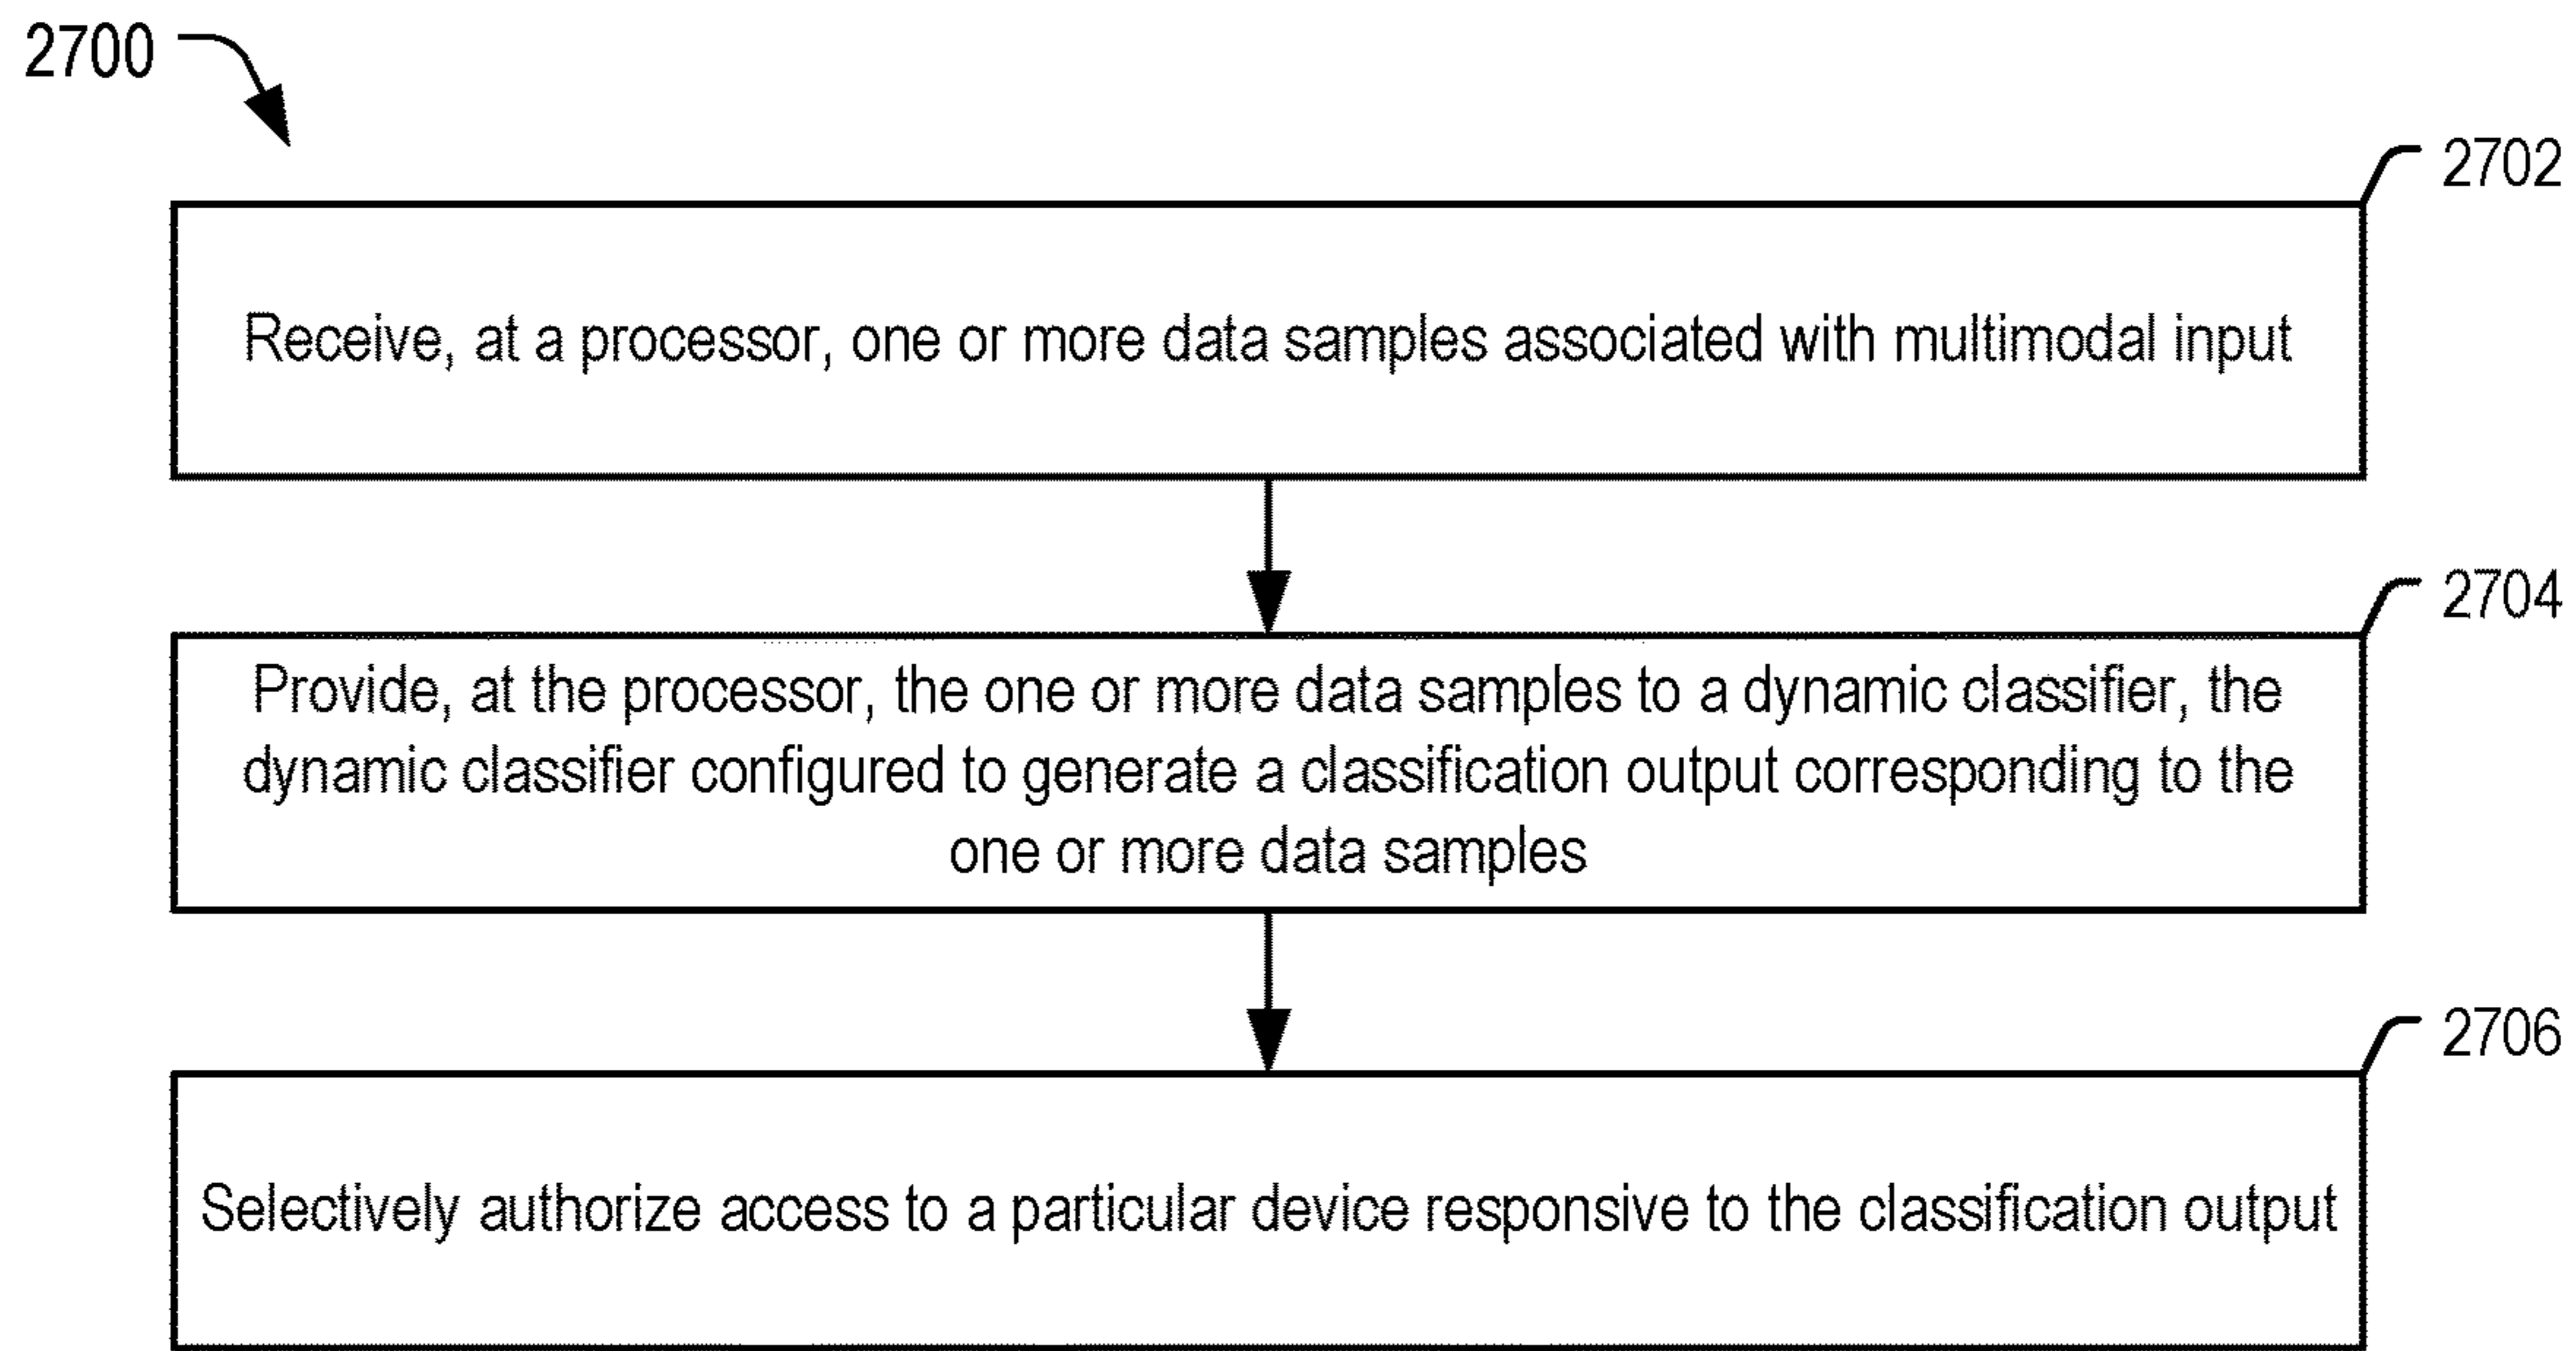 2700
2702
Receive, at a processor, one or more data samples associated with multimodal input
2704
Provide, at the processor, the one or more data samples to a dynamic classifier, the
dynamic classifier configured to generate a classification output corresponding to the
one or more data samples
2706
Selectively authorize access to a particular device responsive to the classification output